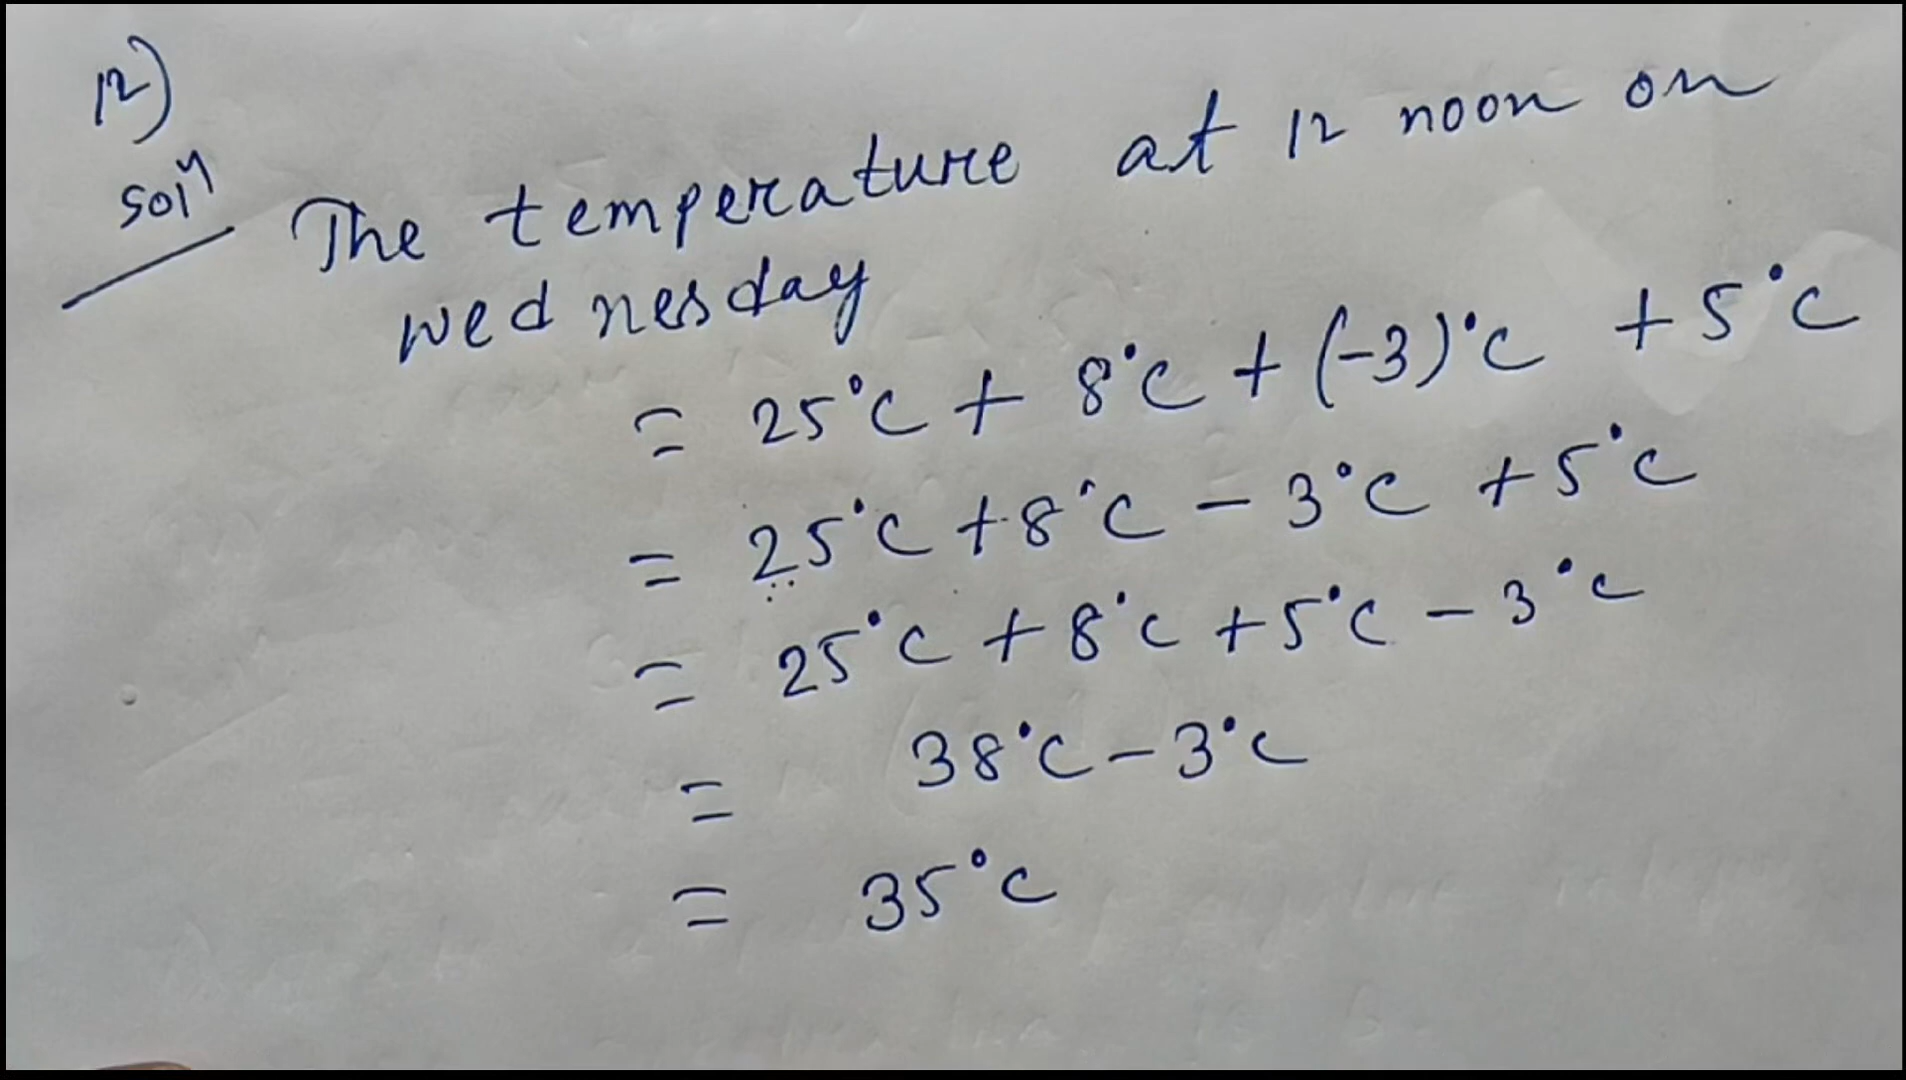 12)
Solⁿ The temperature at 12 noon on
wednesday
= 25°C + 8°C + (-3)°C + 5°C
= 25°C + 8°C - 3°C + 5°C
= 25°C + 8°C + 5°C - 3°C
= 38°C - 3°C
= 35°C